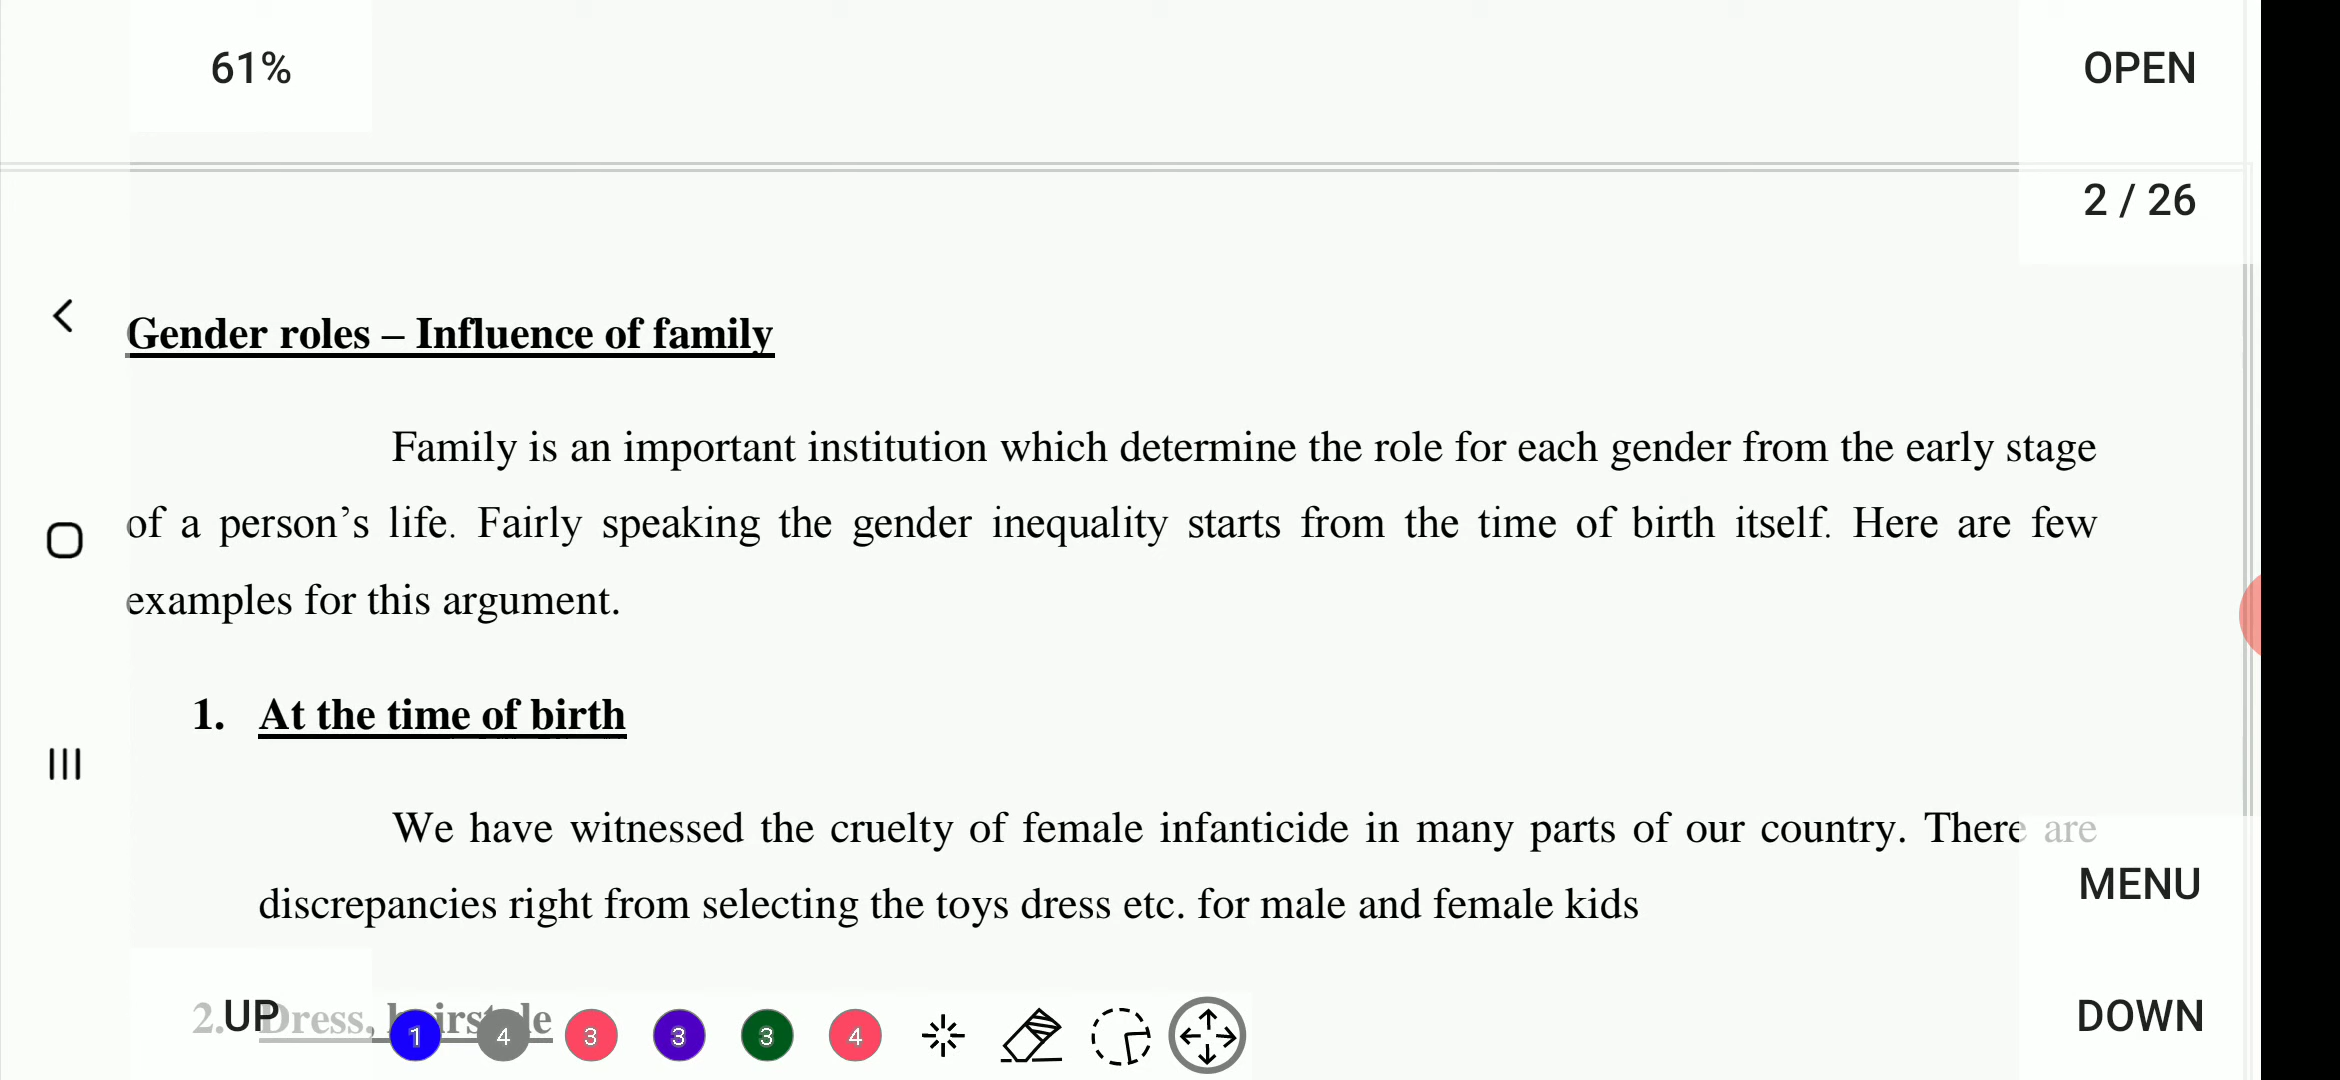 61%
OPEN
2 / 26
Gender roles – Influence of family
Family is an important institution which determine the role for each gender from the early stage
of a person’s life. Fairly speaking the gender inequality starts from the time of birth itself. Here are few
examples for this argument.
1. At the time of birth
We have witnessed the cruelty of female infanticide in many parts of our country. There are
discrepancies right from selecting the toys dress etc. for male and female kids
MENU
2. Dress, hairstyle
UP
1 4 3 3 3 4
DOWN